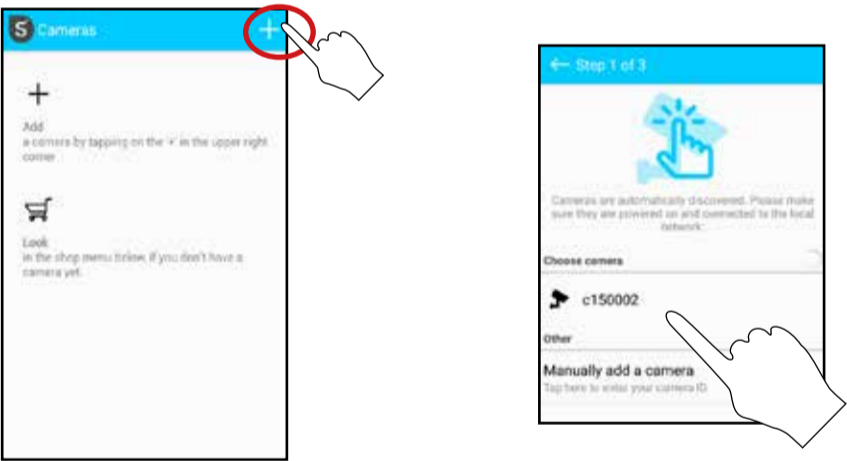 S Cameras
Add
a camera by tapping on the '+' in the upper right
corner
Look
in the shop menu below, if you don't have a
camera yet.
← Step 1 of 3
Cameras are automatically discovered. Please make
sure they are powered on and connected to the local
network.
Choose camera
c150002
Other
Manually add a camera
Tap here to enter your camera ID